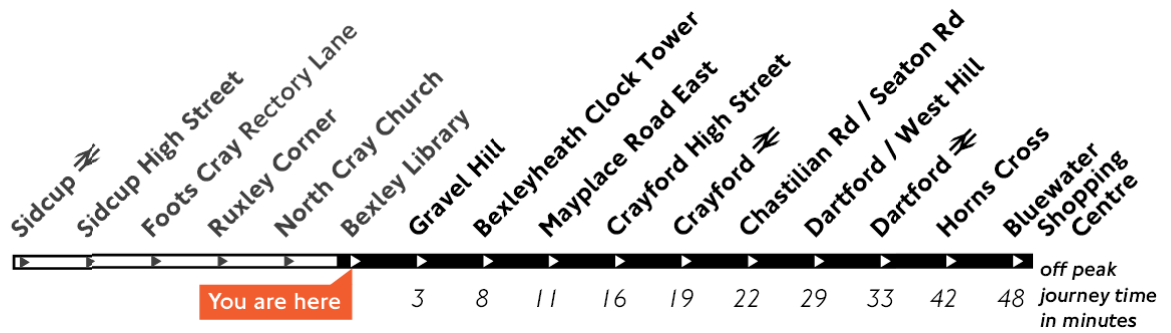 Sidcup
Sidcup High Street
Foots Cray Rectory Lane
Ruxley Corner
North Cray Church
Bexley Library
Gravel Hill
Bexleyheath Clock Tower
Mayplace Road East
Crayford High Street
Crayford
Chastilian Rd / Seaton Rd
Dartford / West Hill
Dartford
Horns Cross
Bluewater
Shopping
Centre
You are here
3 8 11 16 19 22 29 33 42 48
off peak
journey time
in minutes